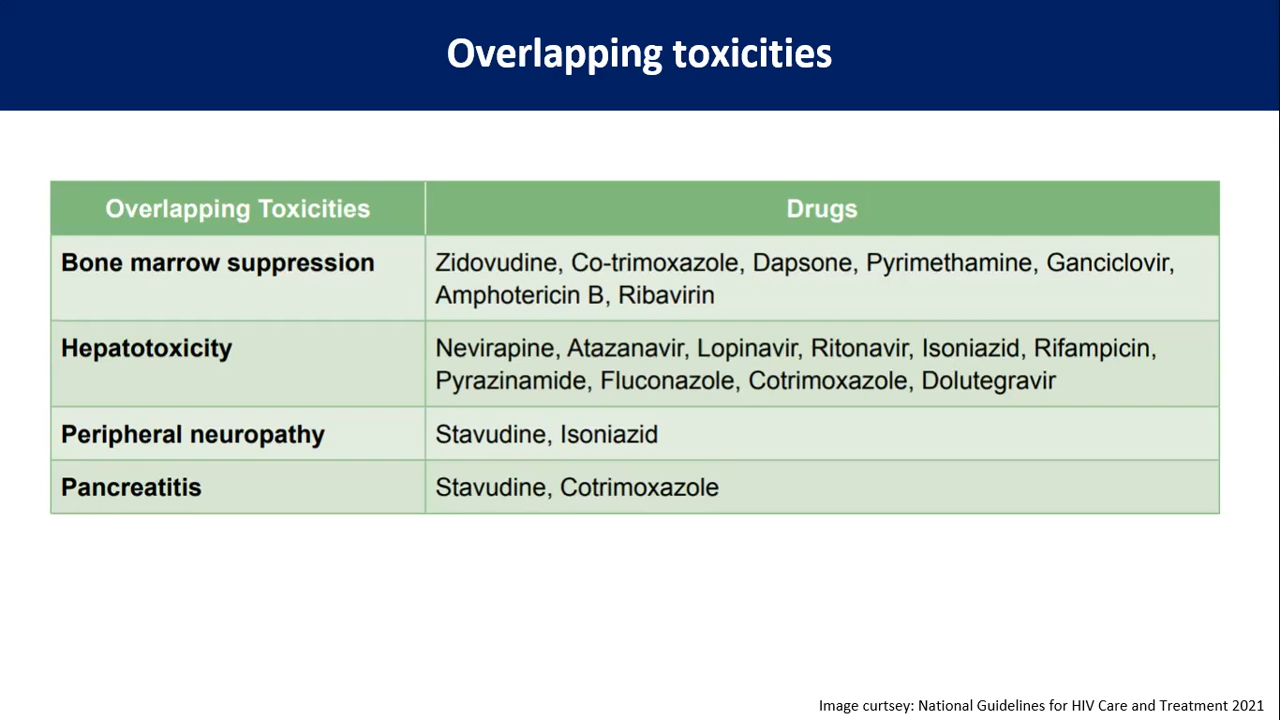 Overlapping toxicities
Overlapping Toxicities
Drugs
Bone marrow suppression
Zidovudine, Co-trimoxazole, Dapsone, Pyrimethamine, Ganciclovir,
Amphotericin B, Ribavirin
Hepatotoxicity
Nevirapine, Atazanavir, Lopinavir, Ritonavir, Isoniazid, Rifampicin,
Pyrazinamide, Fluconazole, Cotrimoxazole, Dolutegravir
Peripheral neuropathy
Stavudine, Isoniazid
Pancreatitis
Stavudine, Cotrimoxazole
Image curtsey: National Guidelines for HIV Care and Treatment 2021